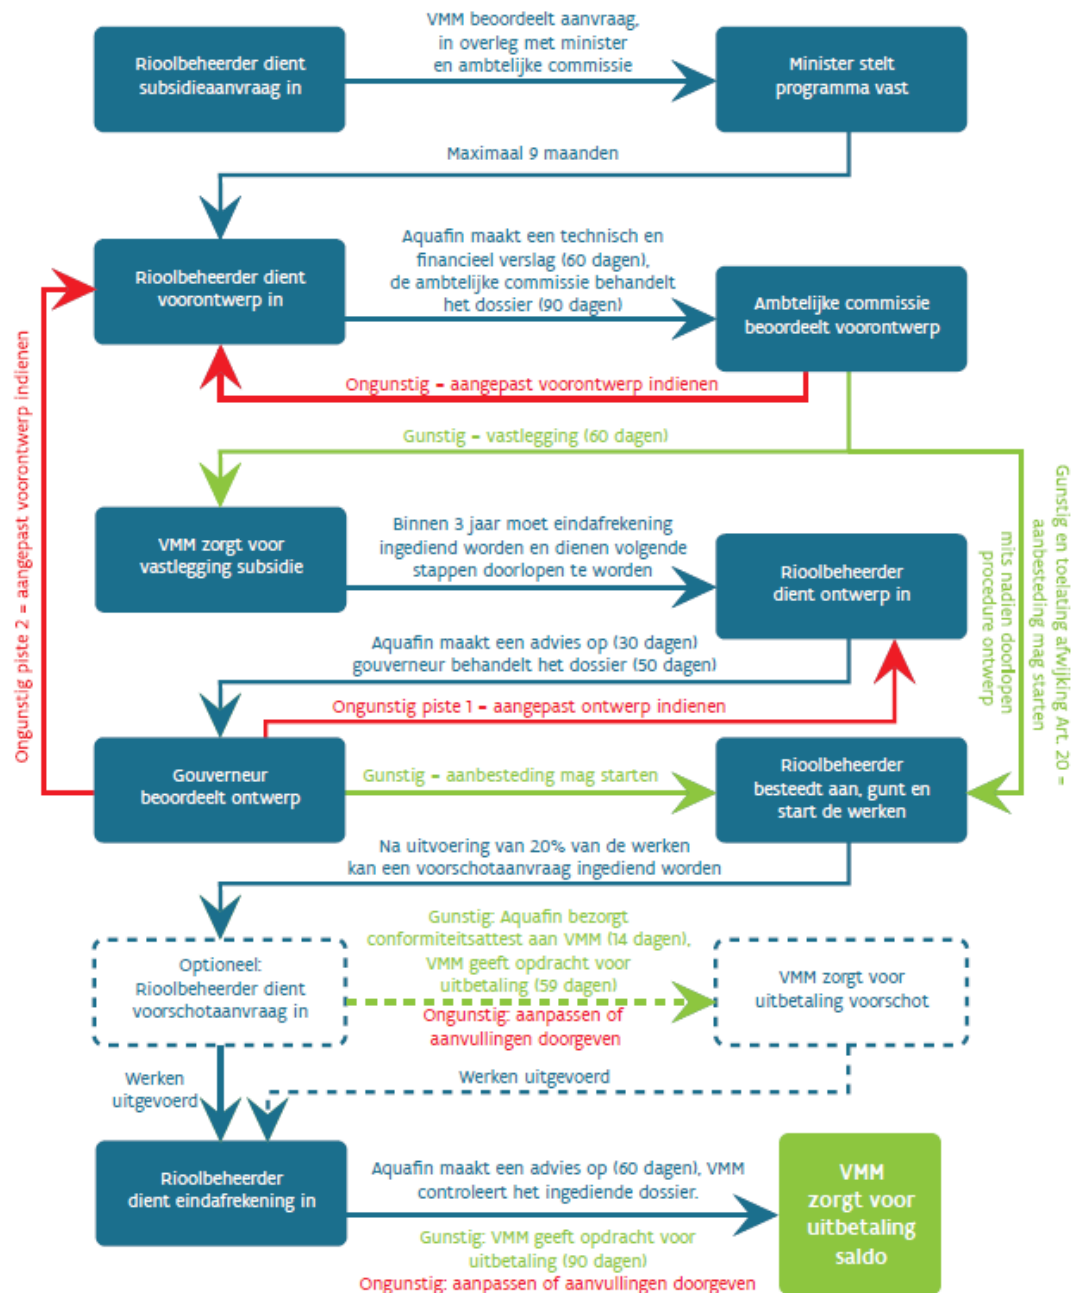 Rioolbeheerder dient
subsidieaanvraag in
VMM beoordeelt aanvraag,
in overleg met minister
en ambtelijke commissie
Minister stelt
programma vast
Maximaal 9 maanden
Rioolbeheerder dient
voorontwerp in
Aquafin maakt een technisch en
financieel verslag (60 dagen),
de ambtelijke commissie behandelt
het dossier (90 dagen)
Ambtelijke commissie
beoordeelt voorontwerp
Ongunstig = aangepast voorontwerp indienen
Gunstig = vastlegging (60 dagen)
Ongunstig piste 2 = aangepast voorontwerp indienen
Gunstig en toelating afwijking Art. 20 =
aanbesteding mag starten
mits nadien doorlopen
procedure ontwerp
VMM zorgt voor
vastlegging subsidie
Binnen 3 jaar moet eindafrekening
ingediend worden en dienen volgende
stappen doorlopen te worden
Rioolbeheerder
dient ontwerp in
Aquafin maakt een advies op (30 dagen)
gouverneur behandelt het dossier (50 dagen)
Ongunstig piste 1 = aangepast ontwerp indienen
Gouverneur
beoordeelt ontwerp
Gunstig = aanbesteding mag starten
Rioolbeheerder
besteedt aan, gunt en
start de werken
Na uitvoering van 20% van de werken
kan een voorschotaanvraag ingediend worden
Optioneel:
Rioolbeheerder dient
voorschotaanvraag in
Gunstig: Aquafin bezorgt
conformiteitsattest aan VMM (14 dagen),
VMM geeft opdracht voor
uitbetaling (59 dagen)
Ongunstig: aanpassen of
aanvullingen doorgeven
VMM zorgt voor
uitbetaling voorschot
Werken
uitgevoerd
Werken uitgevoerd
Rioolbeheerder
dient eindafrekening in
Aquafin maakt een advies op (60 dagen), VMM
controleert het ingediende dossier.
Gunstig: VMM geeft opdracht voor
uitbetaling (90 dagen)
Ongunstig: aanpassen of aanvullingen doorgeven
VMM
zorgt voor
uitbetaling
saldo